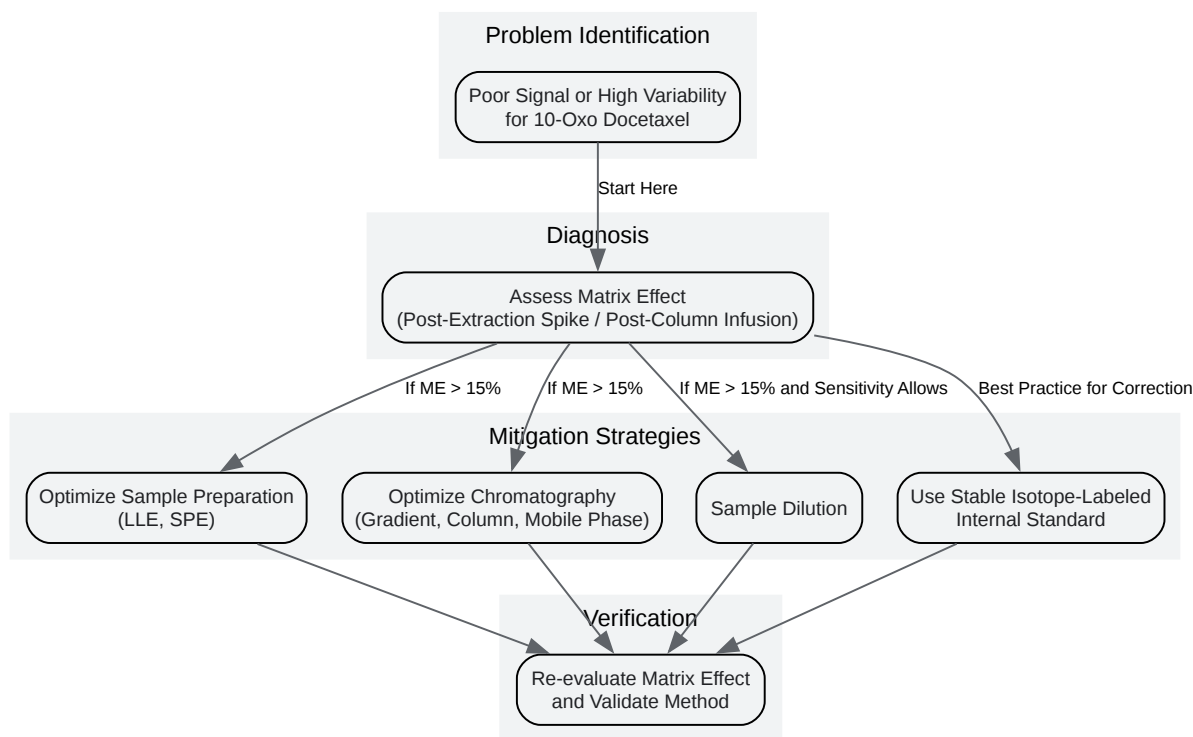 Problem Identification
Poor Signal or High Variability
for 10-Oxo Docetaxel
Start Here
Diagnosis
Assess Matrix Effect
(Post-Extraction Spike / Post-Column Infusion)
If ME > 15%
If ME > 15%
If ME > 15% and Sensitivity Allows
Best Practice for Correction
Mitigation Strategies
Optimize Sample Preparation
(LLE, SPE)
Optimize Chromatography
(Gradient, Column, Mobile Phase)
Sample Dilution
Use Stable Isotope-Labeled
Internal Standard
Verification
Re-evaluate Matrix Effect
and Validate Method